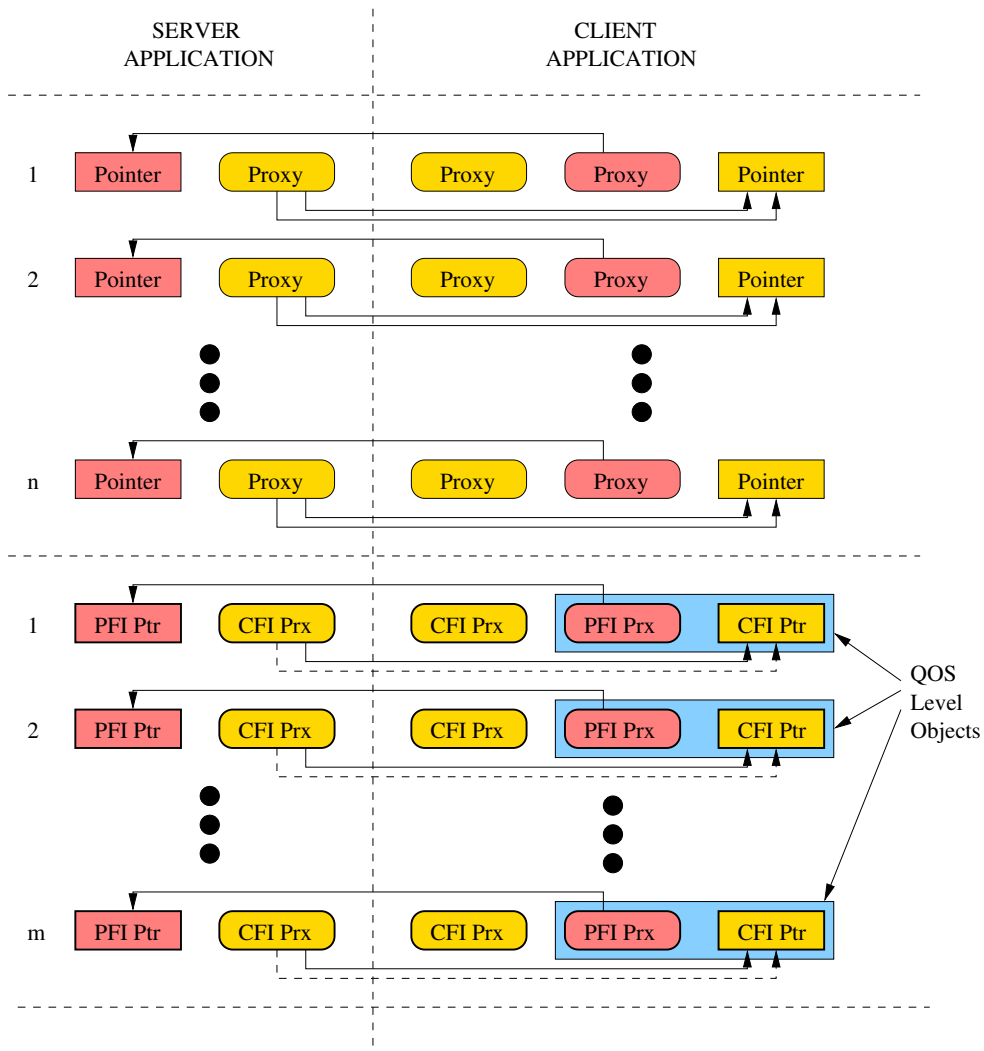 SERVER
APPLICATION
CLIENT
APPLICATION
1 Pointer Proxy Proxy Proxy Pointer
2 Pointer Proxy Proxy Proxy Pointer
n Pointer Proxy Proxy Proxy Pointer
1 PFI Ptr CFI Prx CFI Prx PFI Prx CFI Ptr
2 PFI Ptr CFI Prx CFI Prx PFI Prx CFI Ptr
QOS
Level
Objects
m PFI Ptr CFI Prx CFI Prx PFI Prx CFI Ptr